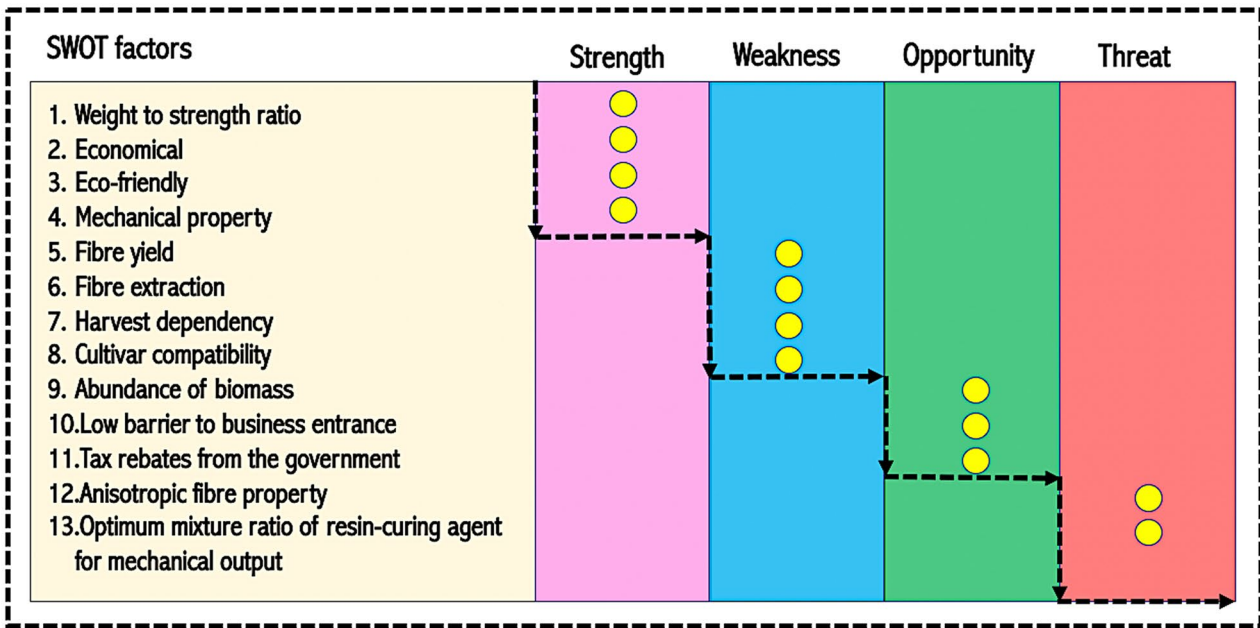 SWOT factors
Strength
Weakness
Opportunity
Threat
1. Weight to strength ratio
2. Economical
3. Eco-friendly
4. Mechanical property
5. Fibre yield
6. Fibre extraction
7. Harvest dependency
8. Cultivar compatibility
9. Abundance of biomass
10.Low barrier to business entrance
11.Tax rebates from the government
12.Anisotropic fibre property
13.Optimum mixture ratio of resin-curing agent
for mechanical output